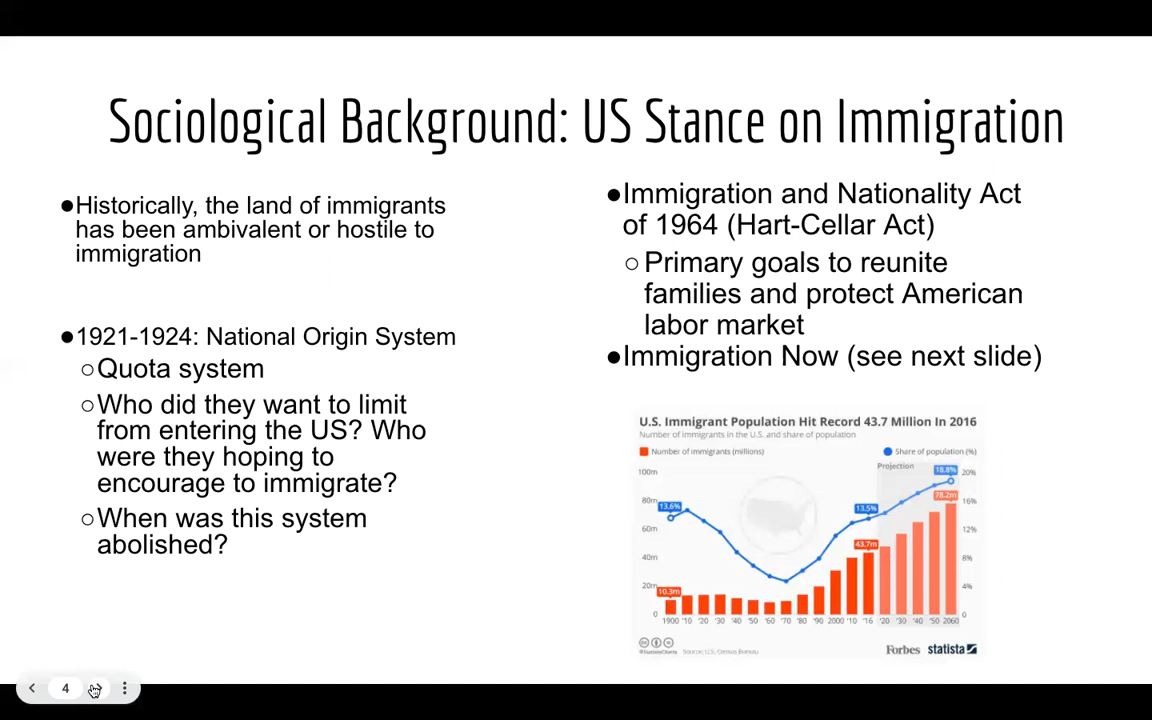 Sociological Background: US Stance on Immigration
●Historically, the land of immigrants
has been ambivalent or hostile to
immigration
●1921-1924: National Origin System
○Quota system
○Who did they want to limit
from entering the US? Who
were they hoping to
encourage to immigrate?
○When was this system
abolished?
●Immigration and Nationality Act
of 1964 (Hart-Cellar Act)
○Primary goals to reunite
families and protect American
labor market
●Immigration Now (see next slide)
U.S. Immigrant Population Hit Record 43.7 Million In 2016
Number of immigrants in the U.S. and share of population
Number of immigrants (millions)
Share of population (%)
Projection
100m
80m
60m
40m
20m
0
13.6%
10.3m
13.5%
43.7m
18.8%
78.2m
20%
16%
12%
8%
4%
0
1900 '10 '20 '30 '40 '50 '60 '70 '80 '90 2000 '10 '16 '20 '30 '40 '50 2060
@StatistaCharts Source: U.S. Census Bureau
Forbes statista
4